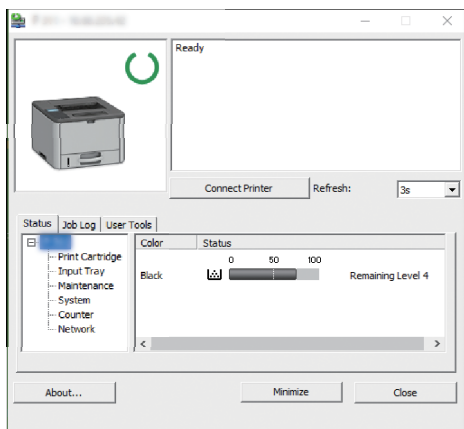 Ready
Connect Printer Refresh: 3s
Status Job Log User Tools
Color Status
Print Cartridge
Input Tray
Maintenance
System
Counter
Network
0 50 100
Black Remaining Level 4
About... Minimize Close